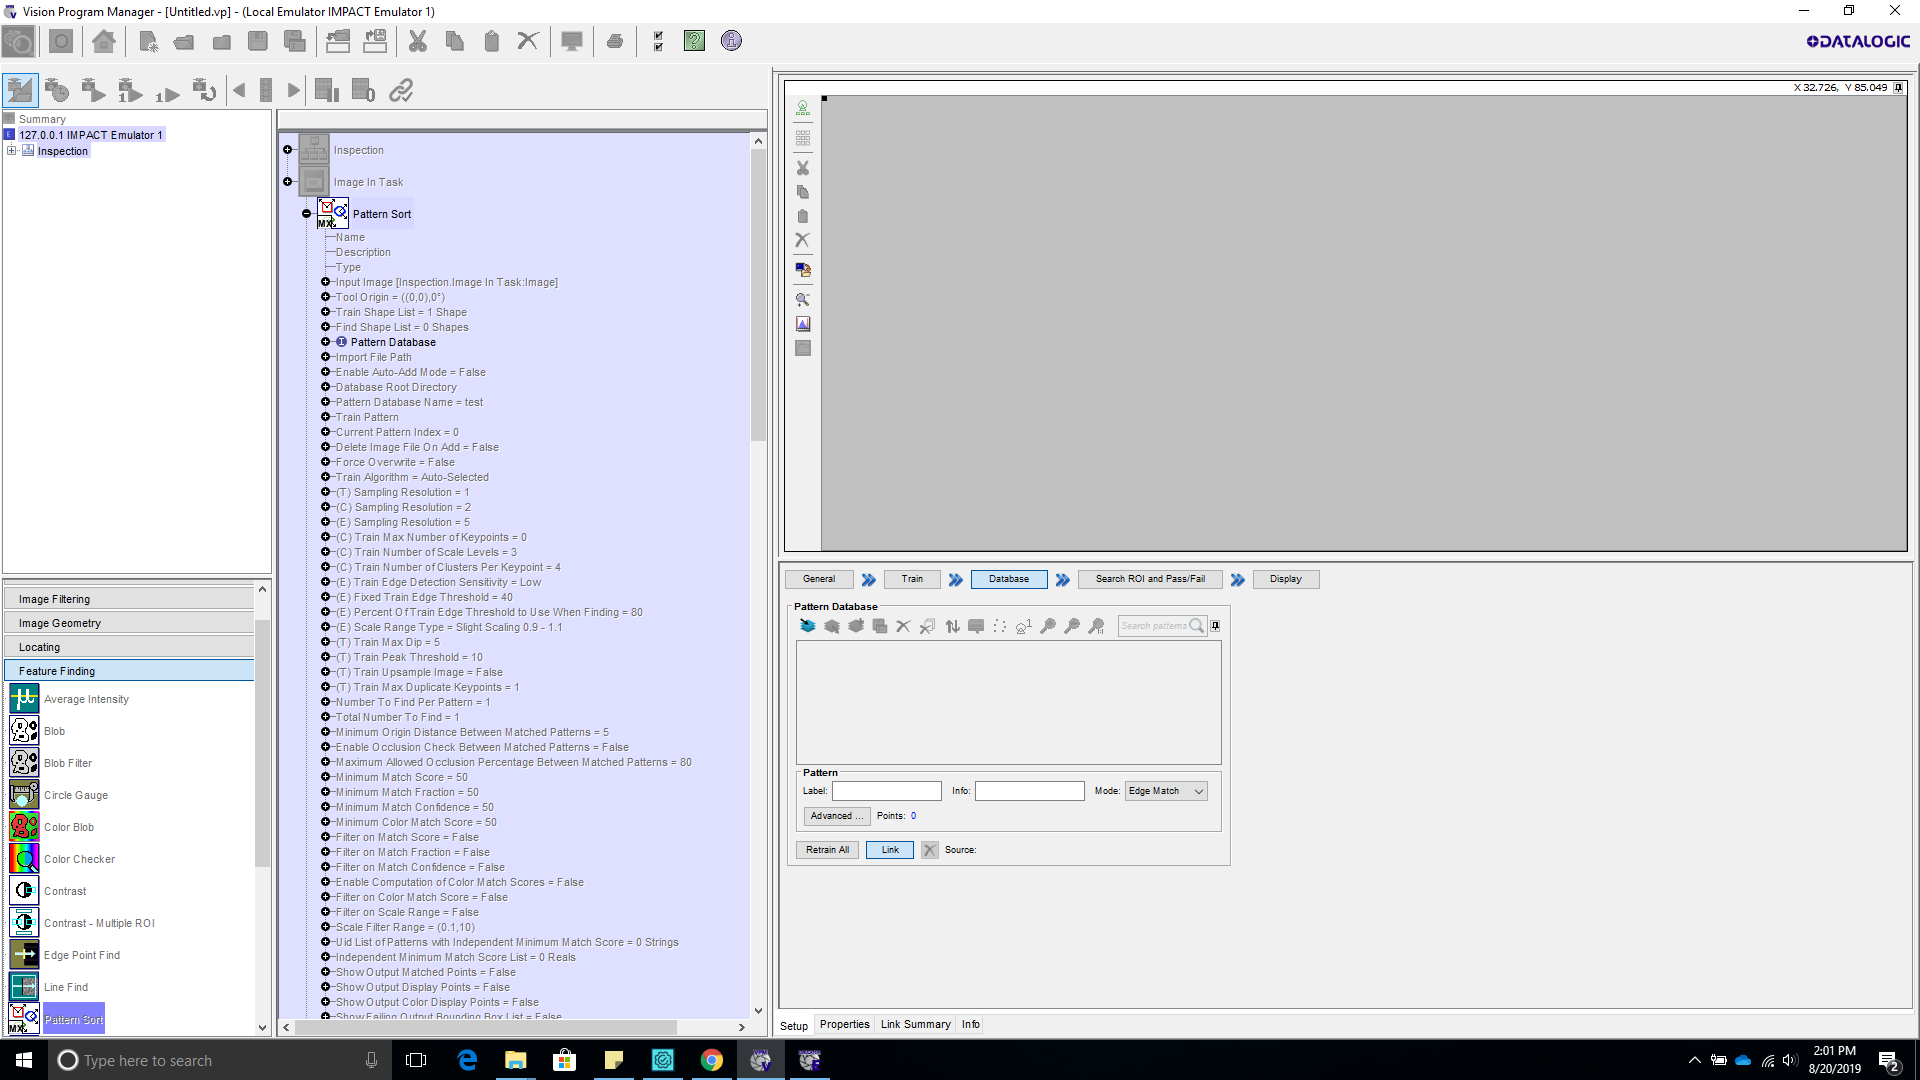 Vision Program Manager - [Untitled.vp] - (Local Emulator IMPACT Emulator 1)
DATALOGIC
Summary
127.0.0.1 IMPACT Emulator 1
Inspection
Inspection
Image In Task
Pattern Sort
Name
Description
Type
Input Image [Inspection.Image In Task:Image]
Tool Origin = ((0,0),0°)
Train Shape List = 1 Shape
Find Shape List = 0 Shapes
Pattern Database
Import File Path
Enable Auto-Add Mode = False
Database Root Directory
Pattern Database Name = test
Train Pattern
Current Pattern Index = 0
Delete Image File On Add = False
Force Overwrite = False
Train Algorithm = Auto-Selected
(T) Sampling Resolution = 1
(C) Sampling Resolution = 2
(E) Sampling Resolution = 5
(C) Train Max Number of Keypoints = 0
(C) Train Number of Scale Levels = 3
(C) Train Number of Clusters Per Keypoint = 4
(E) Train Edge Detection Sensitivity = Low
(E) Fixed Train Edge Threshold = 40
(E) Percent Of Train Edge Threshold to Use When Finding = 80
(E) Scale Range Type = Slight Scaling 0.9 - 1.1
(T) Train Max Dip = 5
(T) Train Peak Threshold = 10
(T) Train Upsample Image = False
(T) Train Max Duplicate Keypoints = 1
Number To Find Per Pattern = 1
Total Number To Find = 1
Minimum Origin Distance Between Matched Patterns = 5
Enable Occlusion Check Between Matched Patterns = False
Maximum Allowed Occlusion Percentage Between Matched Patterns = 80
Minimum Match Score = 50
Minimum Match Fraction = 50
Minimum Match Confidence = 50
Minimum Color Match Score = 50
Filter on Match Score = False
Filter on Match Fraction = False
Filter on Match Confidence = False
Enable Computation of Color Match Scores = False
Filter on Color Match Score = False
Filter on Scale Range = False
Scale Filter Range = (0.1,10)
Uid List of Patterns with Independent Minimum Match Score = 0 Strings
Independent Minimum Match Score List = 0 Reals
Show Output Matched Points = False
Show Output Display Points = False
Show Output Color Display Points = False
Show Failing Output Bounding Box List = False
Image Filtering
Image Geometry
Locating
Feature Finding
Average Intensity
Blob
Blob Filter
Circle Gauge
Color Blob
Color Checker
Contrast
Contrast - Multiple ROI
Edge Point Find
Line Find
Pattern Sort
X 32.726, Y 85.049
General
Train
Database
Search ROI and Pass/Fail
Display
Pattern Database
Search patterns
Pattern
Label:
Info:
Mode: Edge Match
Advanced ...
Points: 0
Retrain All
Link
Source:
Setup
Properties
Link Summary
Info
Type here to search
2:01 PM
8/20/2019
2